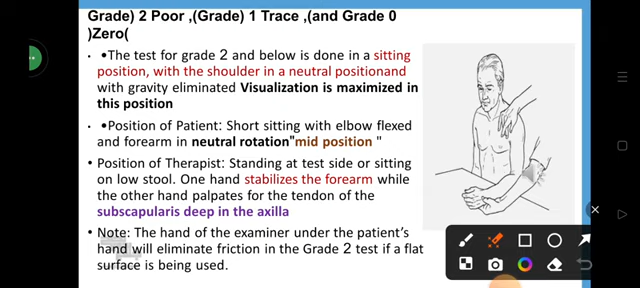 Grade) 2 Poor ,(Grade) 1 Trace ,(and Grade 0
)Zero(
• •The test for grade 2 and below is done in a sitting
position, with the shoulder in a neutral positionand
with gravity eliminated Visualization is maximized in
this position
• •Position of Patient: Short sitting with elbow flexed
and forearm in neutral rotation"mid position "
• Position of Therapist: Standing at test side or sitting
on low stool. One hand stabilizes the forearm while
the other hand palpates for the tendon of the
subscapularis deep in the axilla
• Note: The hand of the examiner under the patient's
hand will eliminate friction in the Grade 2 test if a flat
surface is being used.